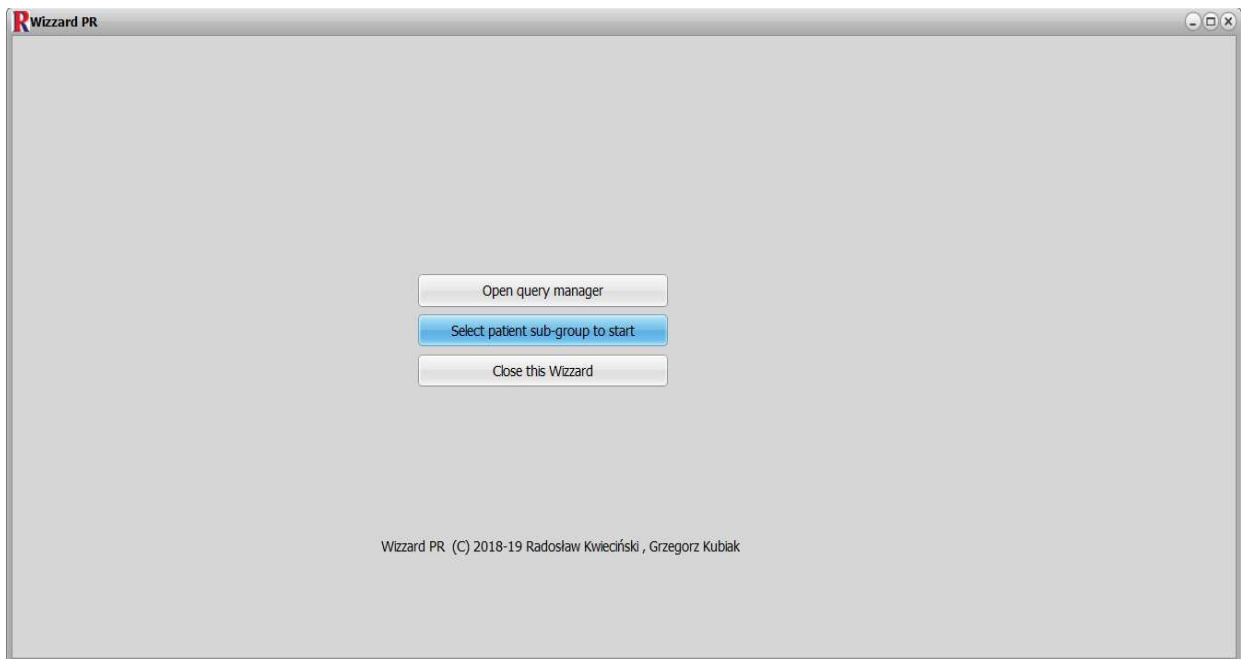 R Wizzard PR
Open query manager
Select patient sub-group to start
Close this Wizzard
Wizzard PR (C) 2018-19 Radosław Kwieciński , Grzegorz Kubiak